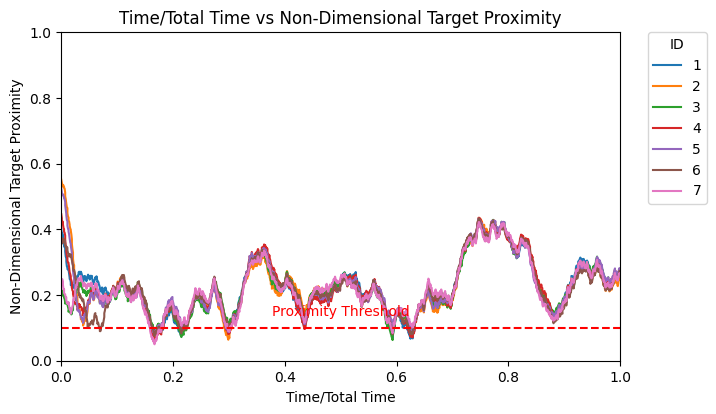 Time/Total Time vs Non-Dimensional Target Proximity
Non-Dimensional Target Proximity
1.0
0.8
0.6
0.4
0.2
0.0
Proximity Threshold
0.0 0.2 0.4 0.6 0.8 1.0
Time/Total Time
ID
1
2
3
4
5
6
7